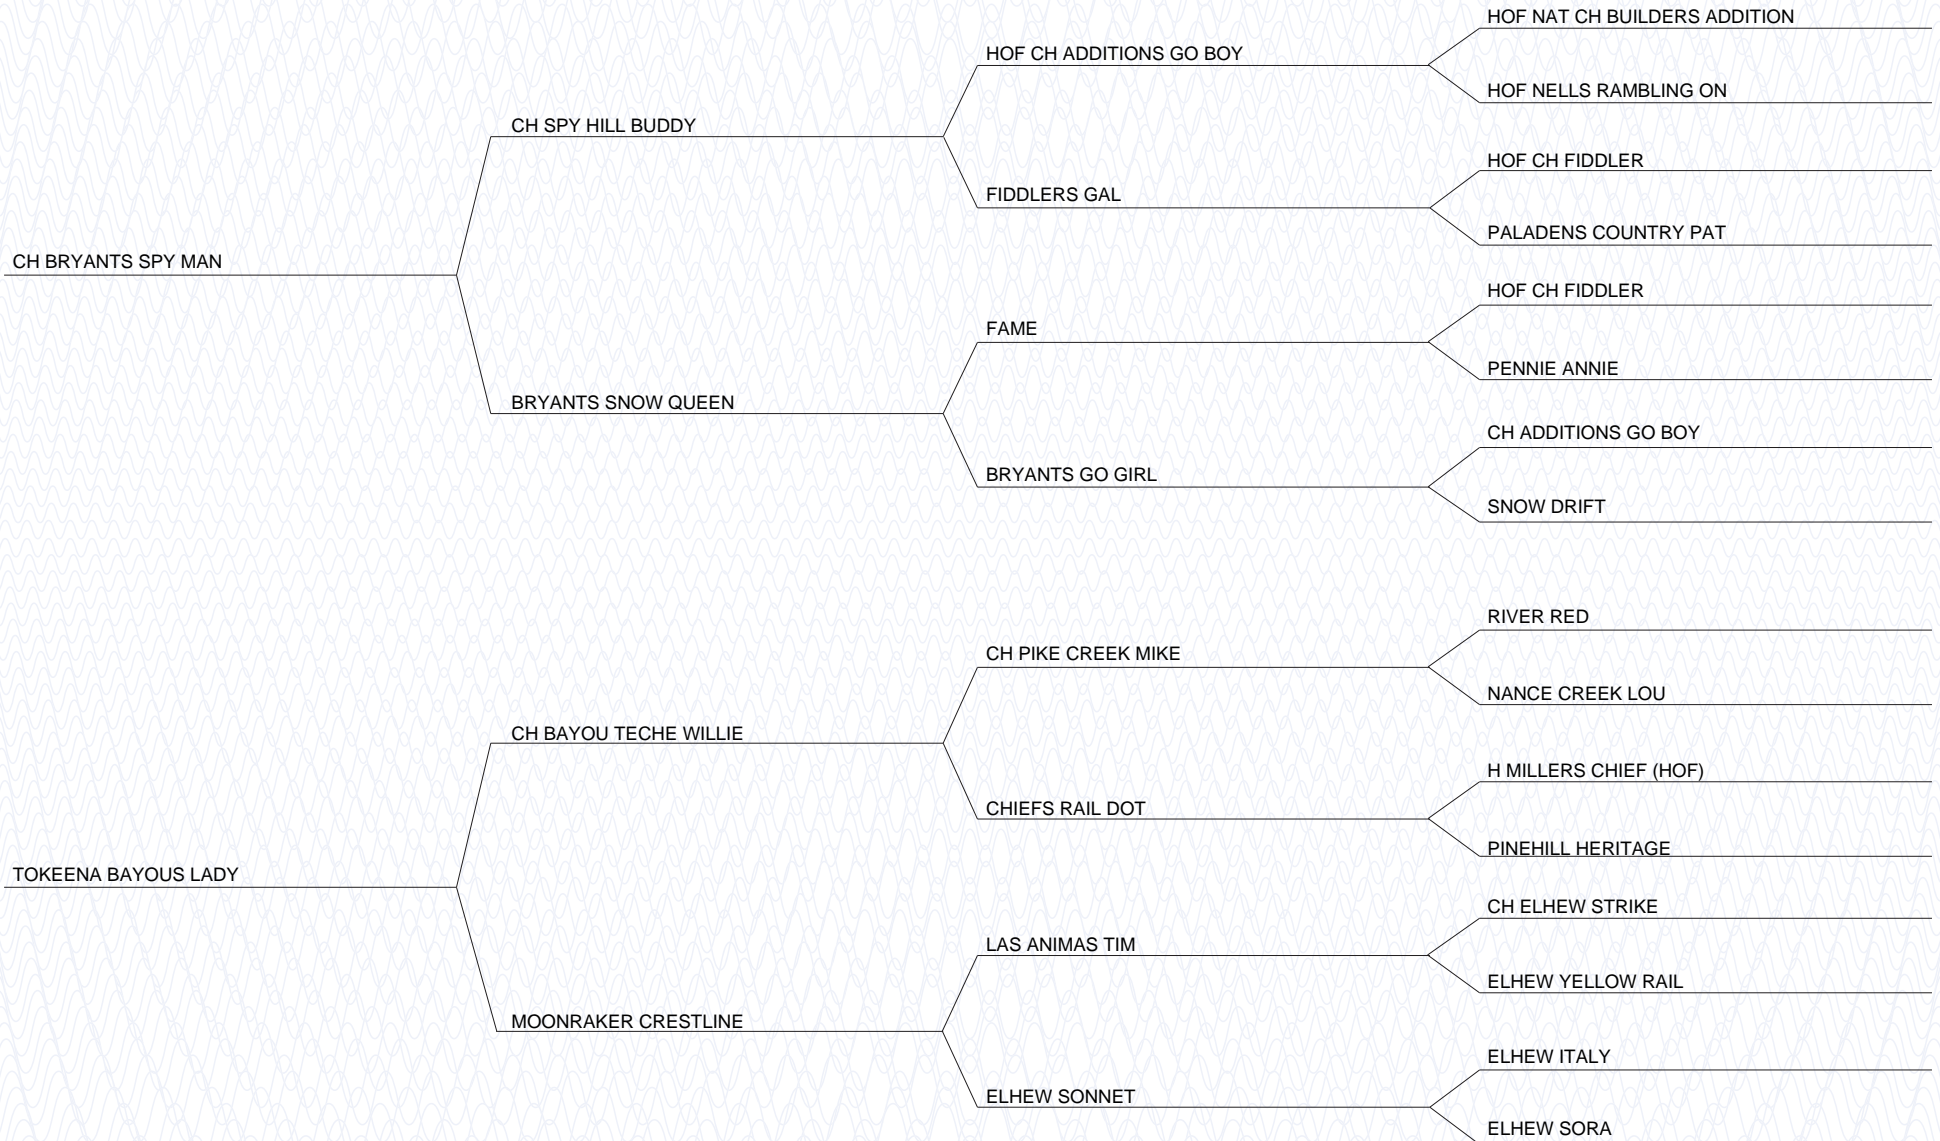 HOF NAT CH BUILDERS ADDITION
HOF CH ADDITIONS GO BOY
HOF NELLS RAMBLING ON
CH SPY HILL BUDDY
HOF CH FIDDLER
FIDDLERS GAL
PALADENS COUNTRY PAT
CH BRYANTS SPY MAN
HOF CH FIDDLER
FAME
PENNIE ANNIE
BRYANTS SNOW QUEEN
CH ADDITIONS GO BOY
BRYANTS GO GIRL
SNOW DRIFT
RIVER RED
CH PIKE CREEK MIKE
NANCE CREEK LOU
CH BAYOU TECHE WILLIE
H MILLERS CHIEF (HOF)
CHIEFS RAIL DOT
PINEHILL HERITAGE
TOKEENA BAYOUS LADY
CH ELHEW STRIKE
LAS ANIMAS TIM
ELHEW YELLOW RAIL
MOONRAKER CRESTLINE
ELHEW ITALY
ELHEW SONNET
ELHEW SORA